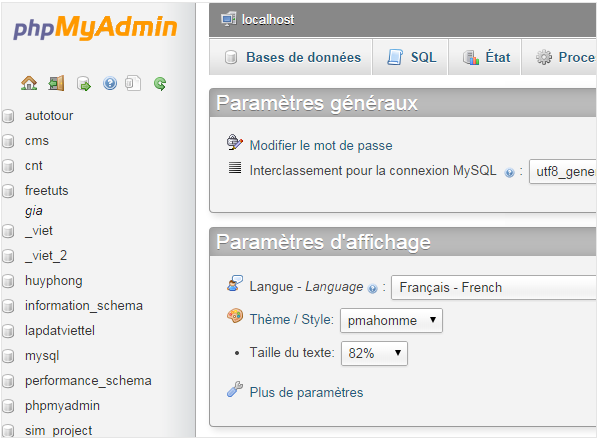 phpMyAdmin
autotour
cms
cnt
freetuts
gia
_viet
_viet_2
huyphong
information_schema
lapdatviettel
mysql
performance_schema
phpmyadmin
sim_project
localhost
Bases de données SQL État Proce
Paramètres généraux
Modifier le mot de passe
Interclassement pour la connexion MySQL : utf8_gene
Paramètres d'affichage
Langue - Language : Français - French
Thème / Style: pmahomme
• Taille du texte: 82%
Plus de paramètres